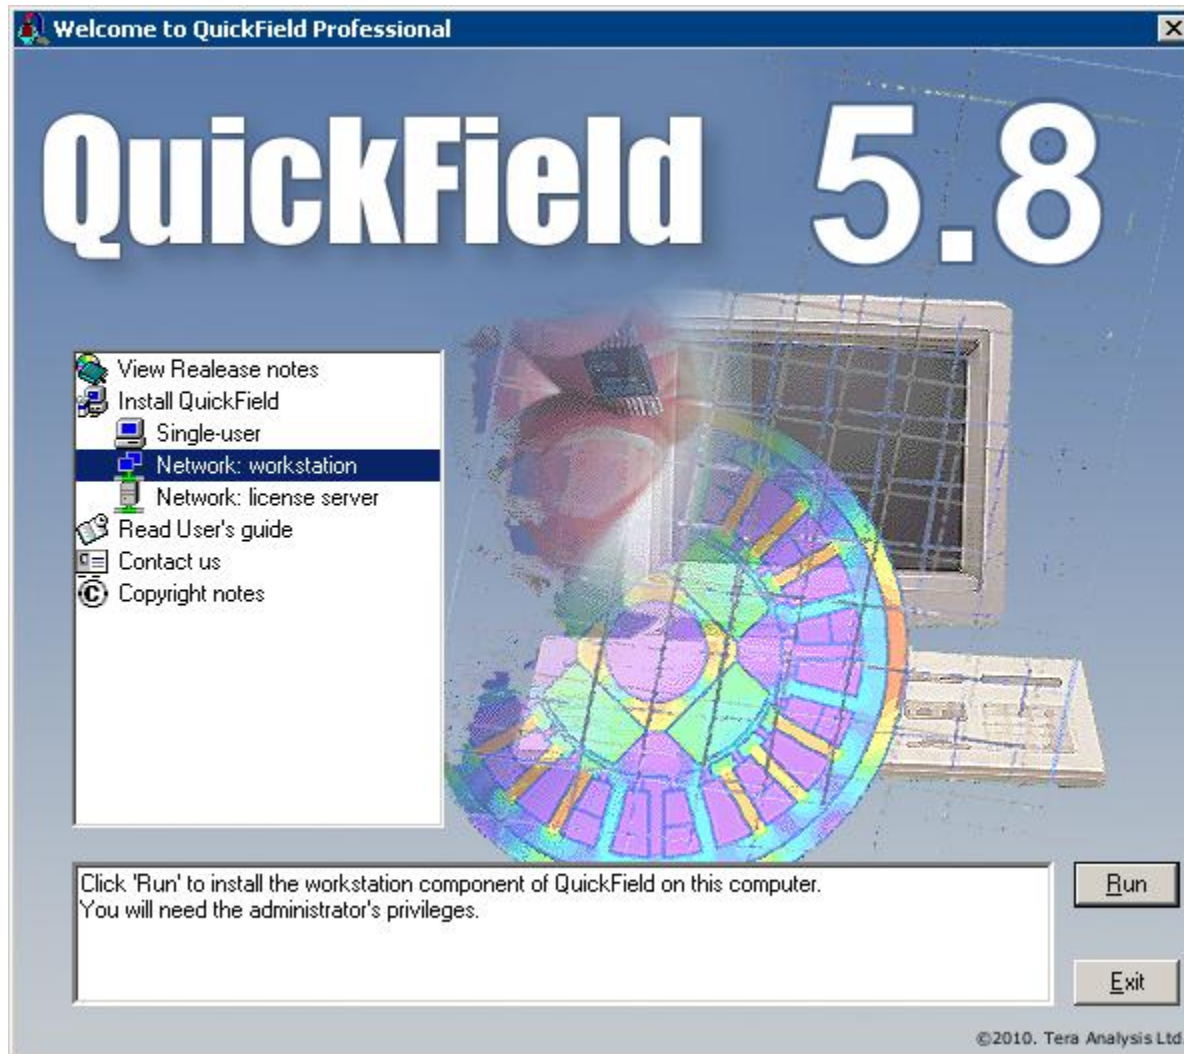 Welcome to QuickField Professional
QuickField 5.8
View Realease notes
Install QuickField
Single-user
Network: workstation
Network: license server
Read User's guide
Contact us
Copyright notes
Click 'Run' to install the workstation component of QuickField on this computer.
You will need the administrator's privileges.
Run
Exit
©2010. Tera Analysis Ltd.